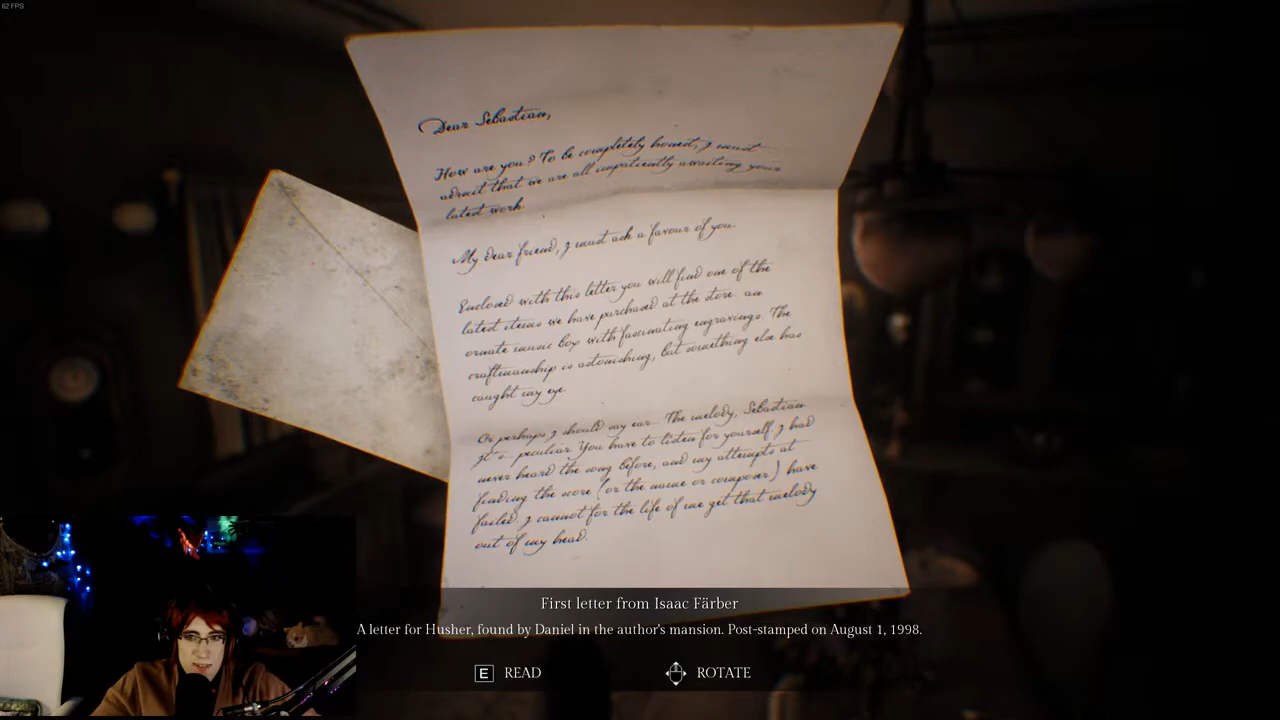 62 FPS
Dear Sebastian,
How are you? To be completely honest, I must
admit that we are all impatiently awaiting your
latest work.
My dear friend, I must ask a favour of you.
Enclosed with this letter you will find one of the
latest items we have purchased at the store: an
ornate music box with fascinating engravings. The
craftmanship is astonishing, but something else has
caught my eye.
Or perhaps I should say ear... The melody, Sebastian.
It's... peculiar. You have to listen for yourself. I had
never heard the song before, and my attempts at
finding the score (or the name or composer) have
failed. I cannot for the life of me get that melody
out of my head.
First letter from Isaac Färber
A letter for Husher, found by Daniel in the author's mansion. Post-stamped on August 1, 1998.
E READ
ROTATE